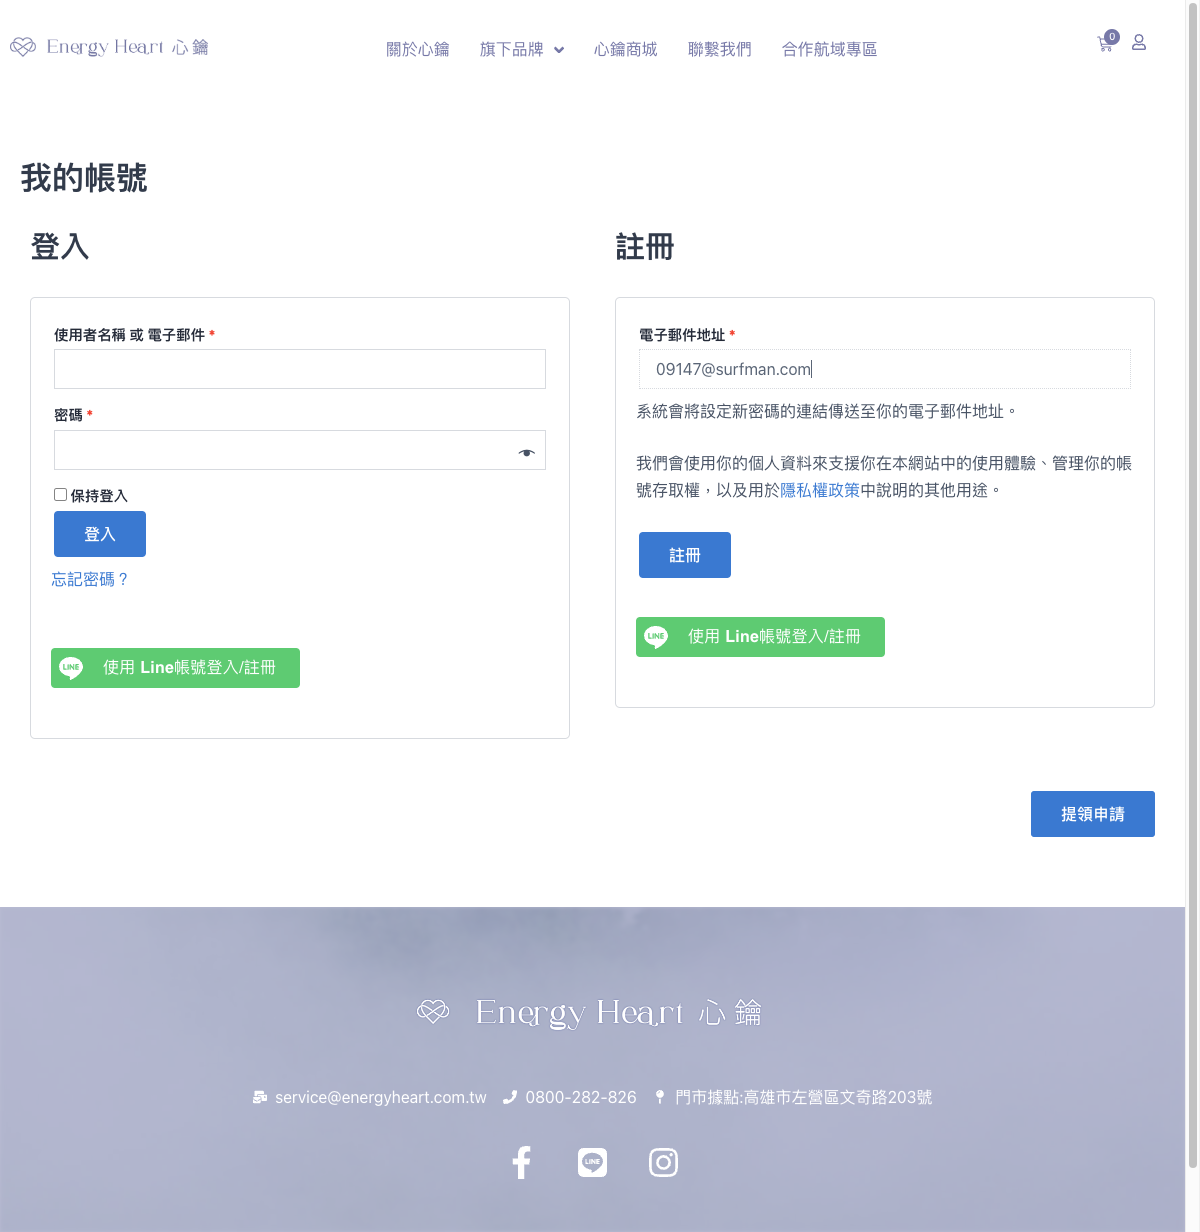 Energy Heart 心鑰
關於心鑰 旗下品牌 心鑰商城 聯繫我們 合作航域專區
0
我的帳號
登入
使用者名稱 或 電子郵件 *
密碼 *
保持登入
登入
忘記密碼？
LINE 使用 Line帳號登入/註冊
註冊
電子郵件地址 *
09147@surfman.com
系統會將設定新密碼的連結傳送至你的電子郵件地址。
我們會使用你的個人資料來支援你在本網站中的使用體驗、管理你的帳
號存取權，以及用於隱私權政策中說明的其他用途。
註冊
LINE 使用 Line帳號登入/註冊
提領申請
Energy Heart 心鑰
service@energyheart.com.tw 0800-282-826 門市據點:高雄市左營區文奇路203號
LINE